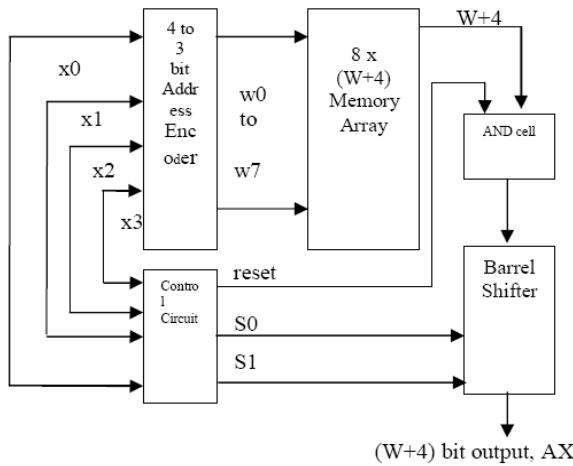 4 to
3
bit
Addr
ess
Enc
oder
8 x
(W+4)
Memory
Array
W+4
x0
x1
x2
x3
w0
to
w7
AND cell
Contro
l
Circuit
reset
S0
S1
Barrel
Shifter
(W+4) bit output, AX